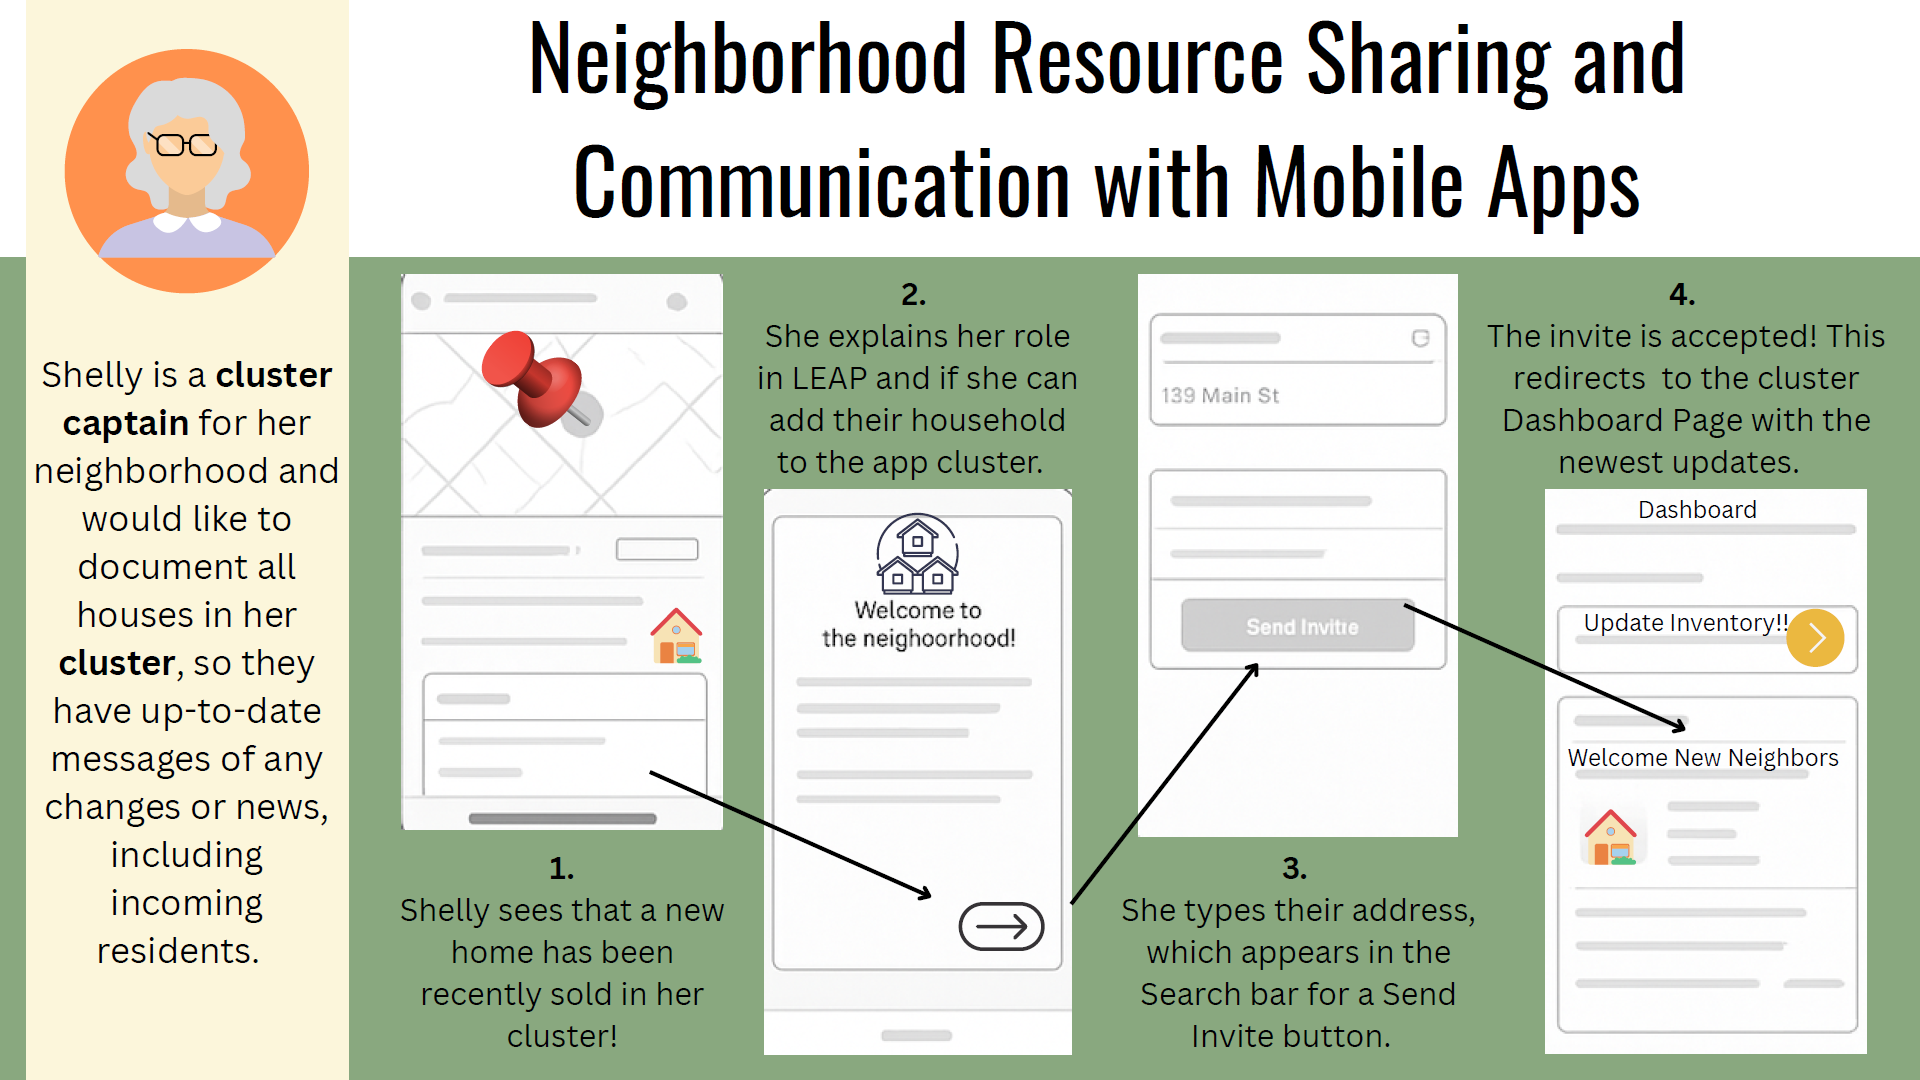 Neighborhood Resource Sharing and
Communication with Mobile Apps
Shelly is a cluster
captain for her
neighborhood and
would like to
document all
houses in her
cluster, so they
have up-to-date
messages of any
changes or news,
including
incoming
residents.
1.
Shelly sees that a new
home has been
recently sold in her
cluster!
2.
She explains her role
in LEAP and if she can
add their household
to the app cluster.
Welcome to
the neighoorhood!
139 Main St
Send Invitre
3.
She types their address,
which appears in the
Search bar for a Send
Invite button.
4.
The invite is accepted! This
redirects to the cluster
Dashboard Page with the
newest updates.
Dashboard
Update Inventory!!
Welcome New Neighbors